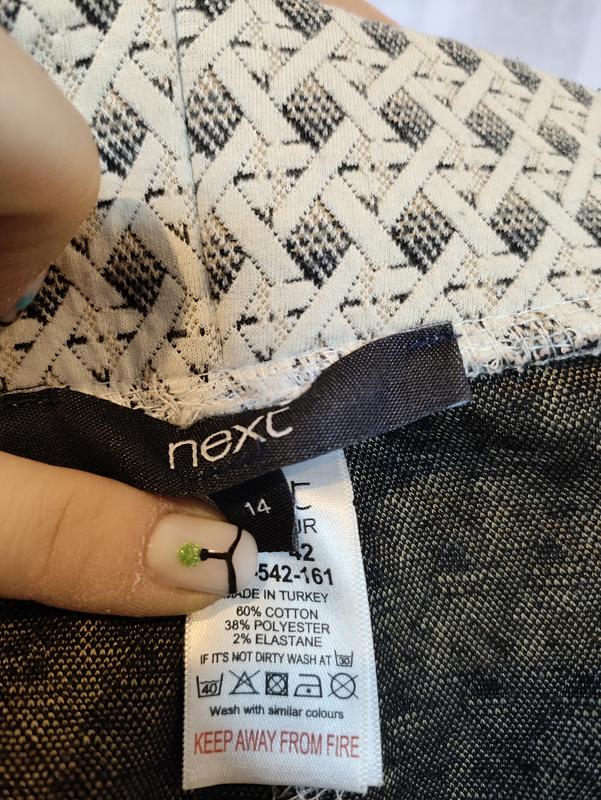 next
14
42
-542-161
MADE IN TURKEY
60% COTTON
38% POLYESTER
2% ELASTANE
IF IT'S NOT DIRTY WASH AT 30
40
Wash with similar colours
KEEP AWAY FROM FIRE